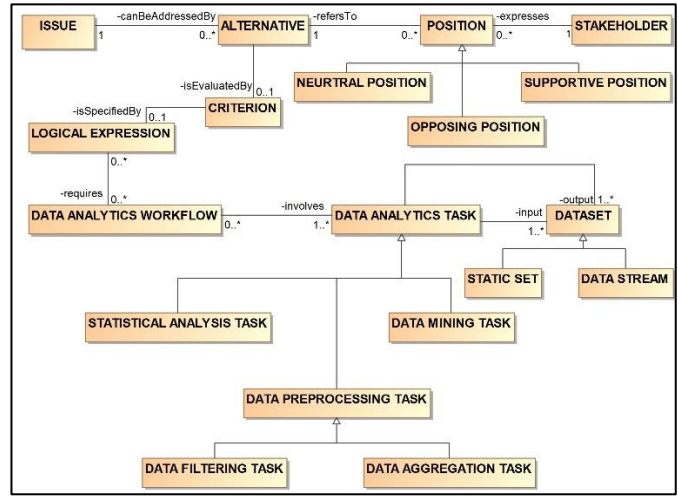 -canBeAddressedBy -refersTo -expresses
ISSUE ALTERNATIVE POSITION STAKEHOLDER
1 0..* 1 0..* 0..* 1
-isEvaluatedBy 0..1
NEURTRAL POSITION SUPPORTIVE POSITION
CRITERION
-isSpecifiedBy 0..1
OPPOSING POSITION
LOGICAL EXPRESSION
0..*
-requires 0..*
-involves -input -output 1..*
DATA ANALYTICS WORKFLOW DATA ANALYTICS TASK DATASET
0..* 1..* 1..*
STATIC SET DATA STREAM
STATISTICAL ANALYSIS TASK DATA MINING TASK
DATA PREPROCESSING TASK
DATA FILTERING TASK DATA AGGREGATION TASK